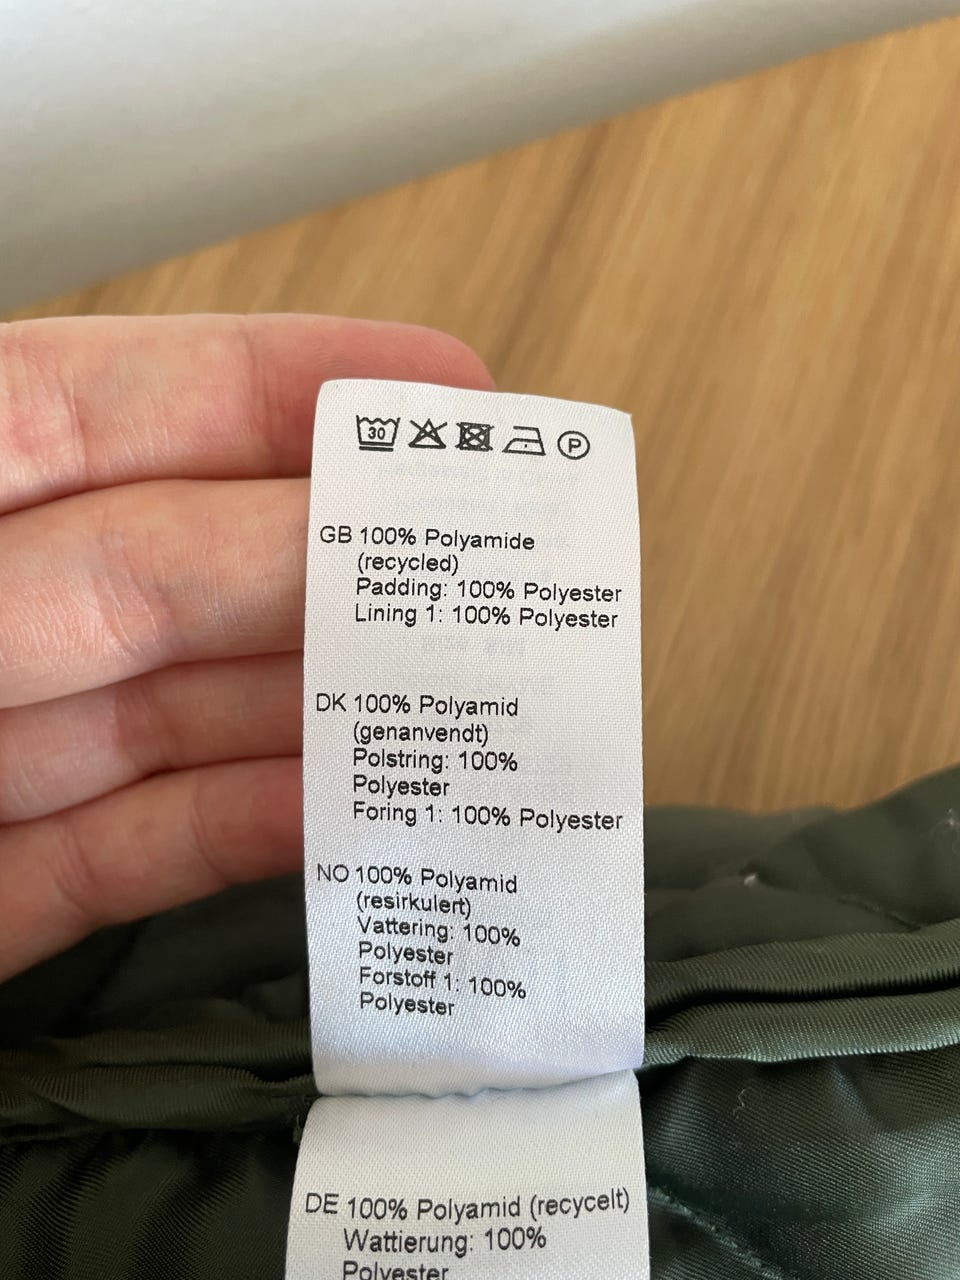 30 P
GB 100% Polyamide
(recycled)
Padding: 100% Polyester
Lining 1: 100% Polyester
DK 100% Polyamid
(genanvendt)
Polstring: 100%
Polyester
Foring 1: 100% Polyester
NO 100% Polyamid
(resirkulert)
Vattering: 100%
Polyester
Forstoff 1: 100%
Polyester
DE 100% Polyamid (recycelt)
Wattierung: 100%
Polyester